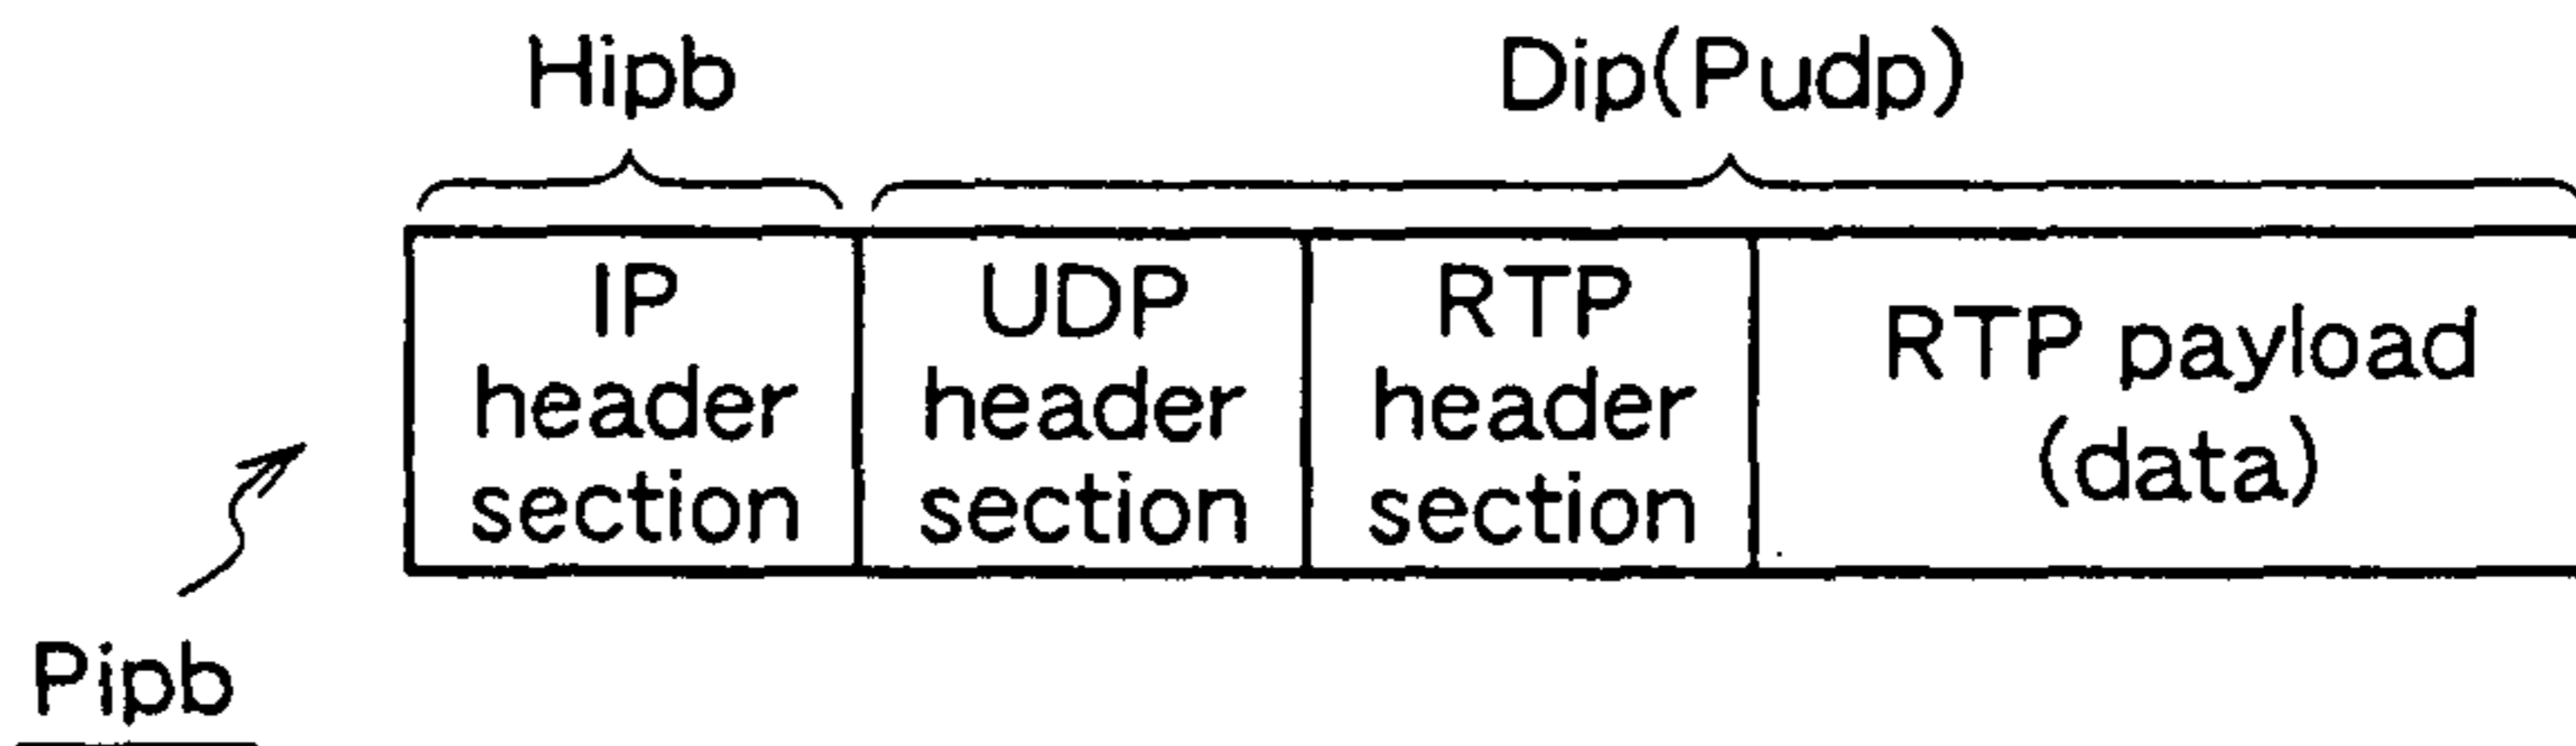 Hipb
Dip(Pudp)
IP
header
section
UDP
header
section
RTP
header
section
RTP payload
(data)
Pipb